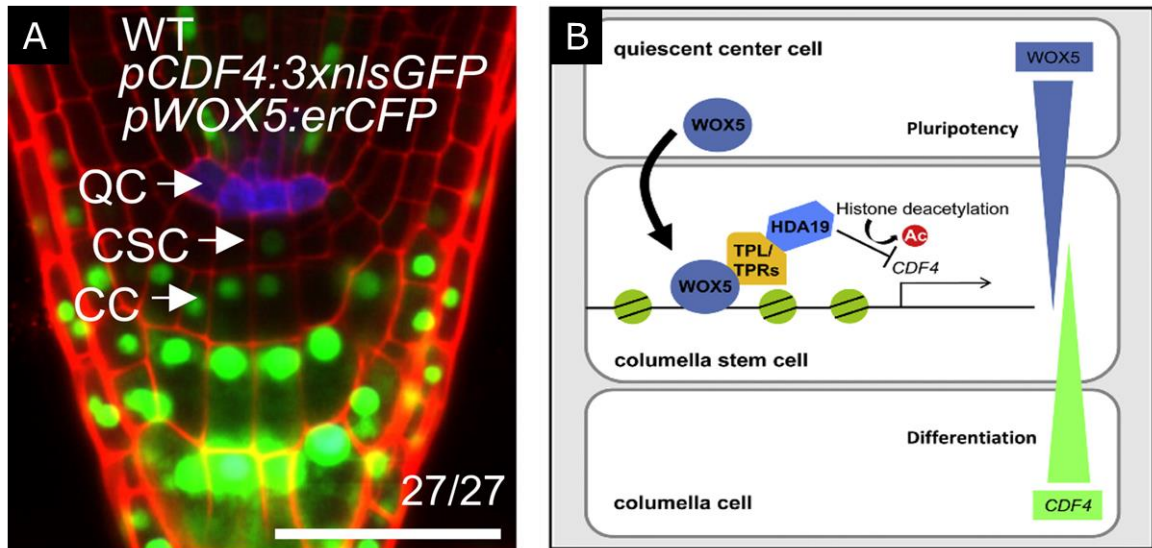 A
WT
pCDF4:3xnlsGFP
pWOX5:erCFP
QC
CSC
CC
27/27
B
quiescent center cell
WOX5
WOX5
Pluripotency
Histone deacetylation
HDA19
Ac
TPL/
TPRs
CDF4
WOX5
columella stem cell
Differentiation
columella cell
CDF4